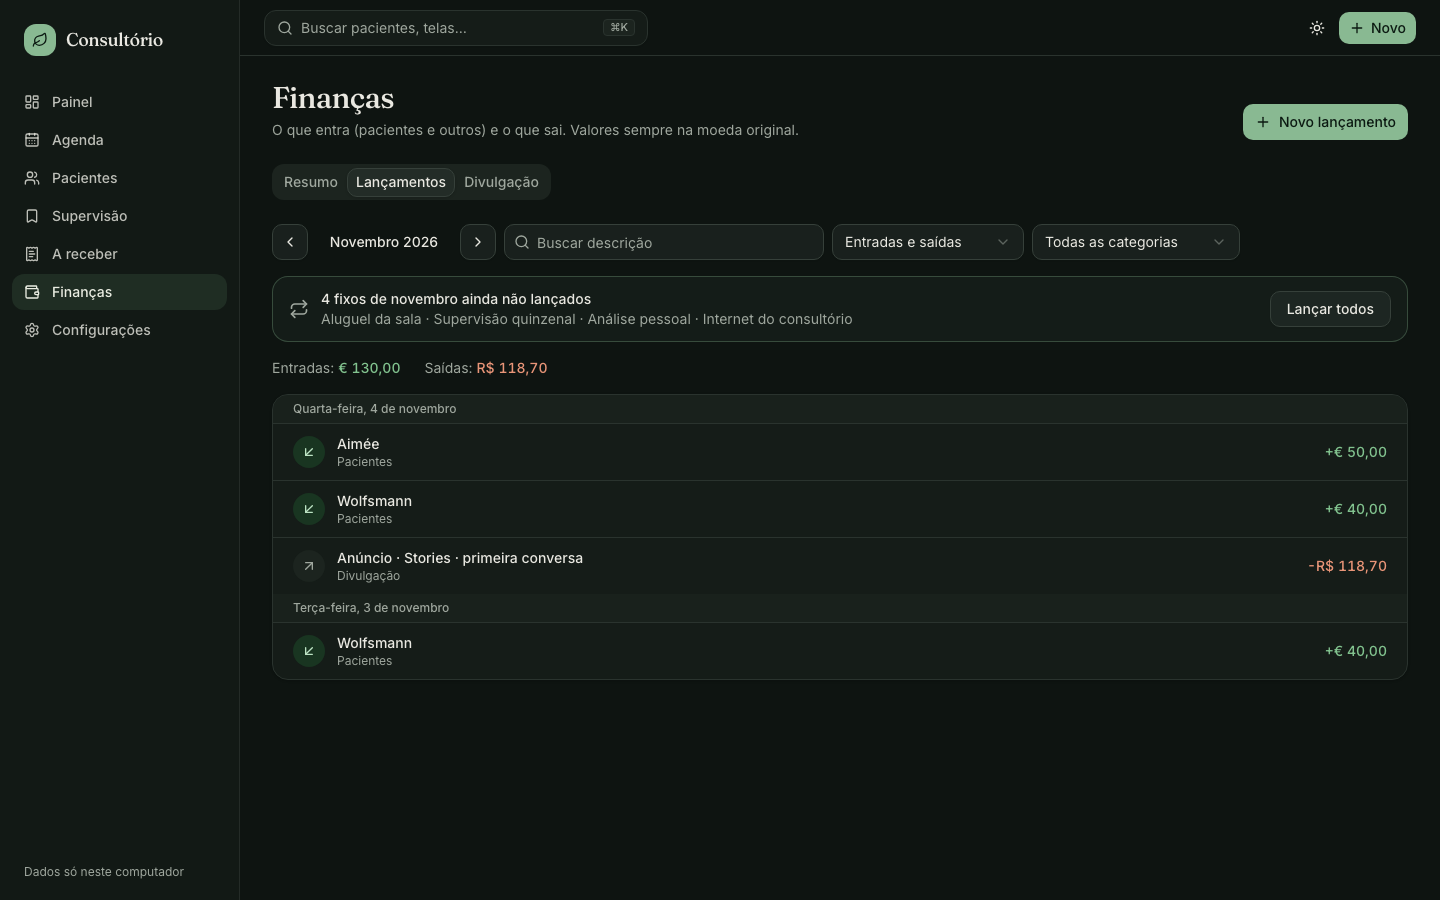 Consultório
Buscar pacientes, telas...
⌘K
Novo
Painel
Agenda
Pacientes
Supervisão
A receber
Finanças
Configurações
Dados só neste computador
Finanças
O que entra (pacientes e outros) e o que sai. Valores sempre na moeda original.
Novo lançamento
Resumo Lançamentos Divulgação
Novembro 2026
Buscar descrição
Entradas e saídas
Todas as categorias
4 fixos de novembro ainda não lançados
Aluguel da sala · Supervisão quinzenal · Análise pessoal · Internet do consultório
Lançar todos
Entradas: € 130,00 Saídas: R$ 118,70
Quarta-feira, 4 de novembro
Aimée
Pacientes
+€ 50,00
Wolfsmann
Pacientes
+€ 40,00
Anúncio · Stories · primeira conversa
Divulgação
-R$ 118,70
Terça-feira, 3 de novembro
Wolfsmann
Pacientes
+€ 40,00